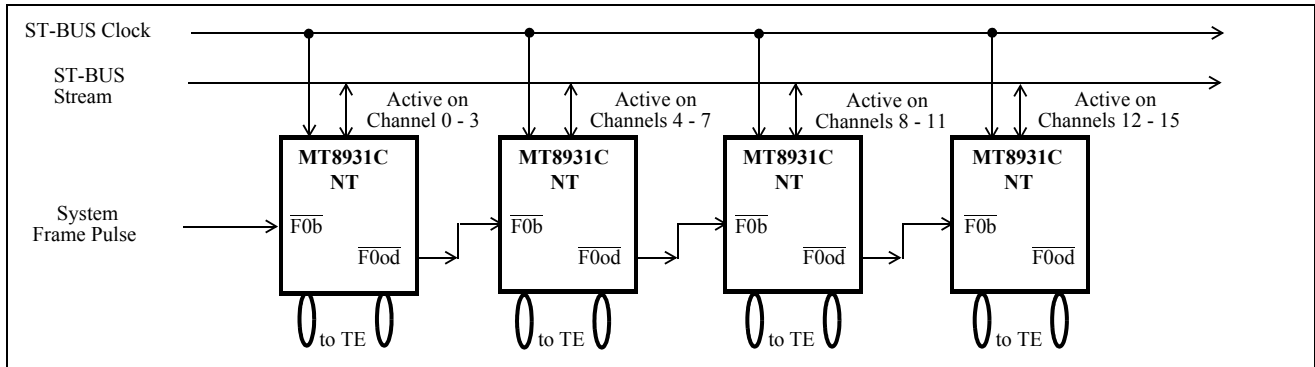 ST-BUS Clock
ST-BUS
Stream
Active on
Channel 0 - 3
Active on
Channels 4 - 7
Active on
Channels 8 - 11
Active on
Channels 12 - 15
MT8931C
NT
MT8931C
NT
MT8931C
NT
MT8931C
NT
System
Frame Pulse
F0b
F0od
F0b
F0od
F0b
F0od
F0b
F0od
to TE
to TE
to TE
to TE